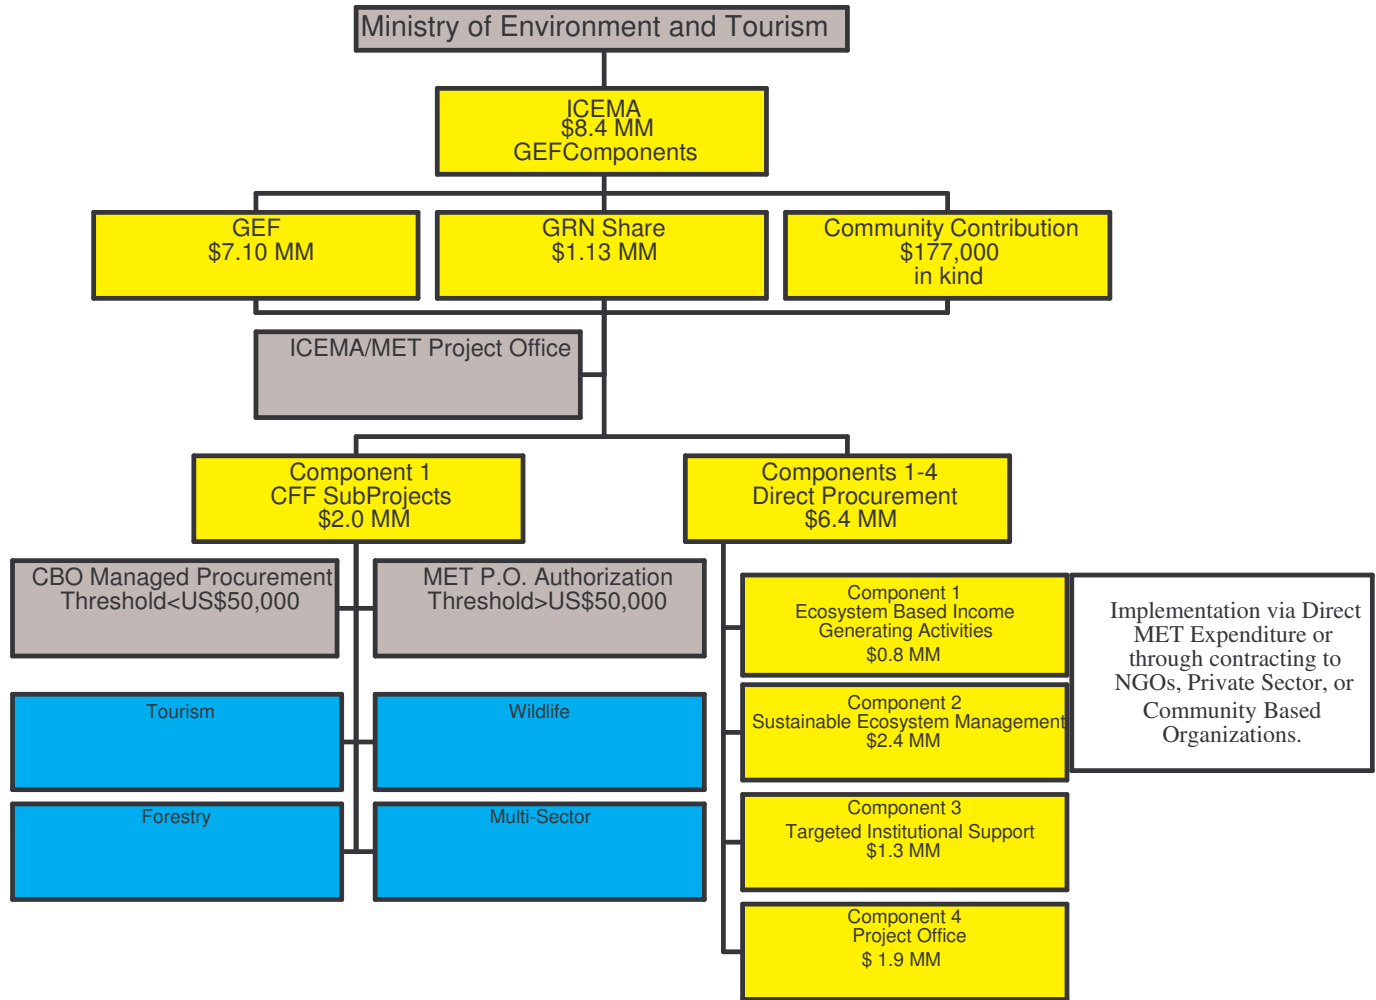 Ministry of Environment and Tourism
ICEMA
$8.4 MM
GEFComponents
GEF
$7.10 MM
GRN Share
$1.13 MM
Community Contribution
$177,000
in kind
ICEMA/MET Project Office
Component 1
CFF SubProjects
$2.0 MM
Components 1-4
Direct Procurement
$6.4 MM
CBO Managed Procurement
Threshold<US$50,000
MET P.O. Authorization
Threshold>US$50,000
Tourism
Wildlife
Forestry
Multi-Sector
Component 1
Ecosystem Based Income
Generating Activities
$0.8 MM
Component 2
Sustainable Ecosystem Management
$2.4 MM
Component 3
Targeted Institutional Support
$1.3 MM
Component 4
Project Office
$ 1.9 MM
Implementation via Direct
MET Expenditure or
through contracting to
NGOs, Private Sector, or
Community Based
Organizations.